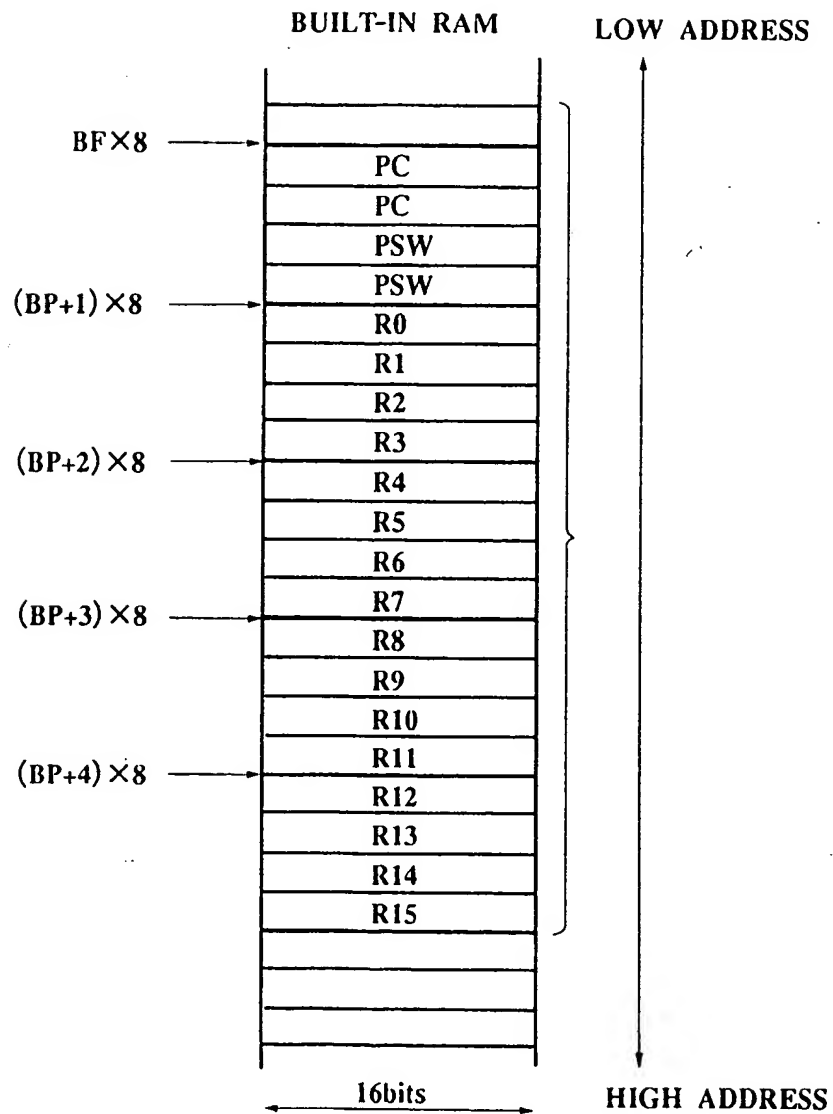 BUILT-IN RAM LOW ADDRESS
BF×8
PC
PC
PSW
PSW
(BP+1)×8
R0
R1
R2
R3
(BP+2)×8
R4
R5
R6
R7
(BP+3)×8
R8
R9
R10
R11
(BP+4)×8
R12
R13
R14
R15
16bits
HIGH ADDRESS